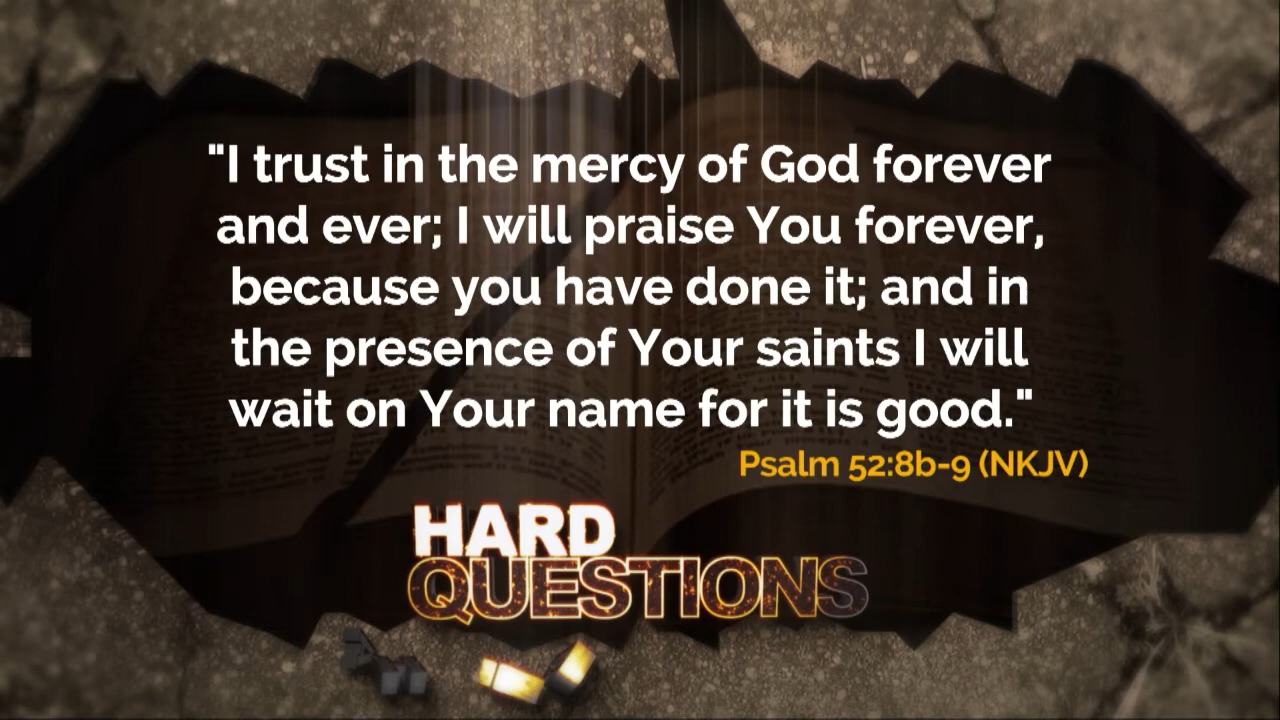 "I trust in the mercy of God forever
and ever; I will praise You forever,
because you have done it; and in
the presence of Your saints I will
wait on Your name for it is good."
Psalm 52:8b-9 (NKJV)
HARD
QUESTIONS